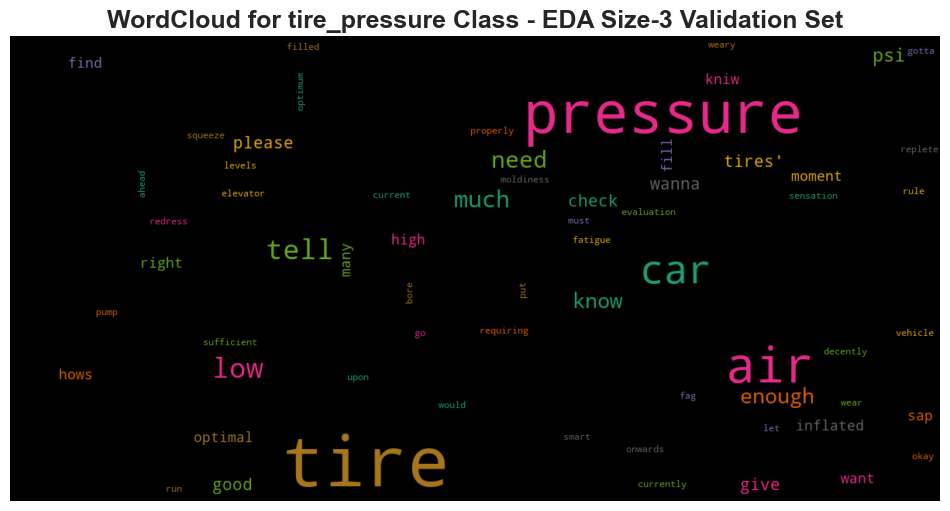 WordCloud for tire_pressure Class - EDA Size-3 Validation Set
filled
weary
gotta
find
psi
kniw
optimum
pressure
properly
squeeze
please
need
fill
tires'
replete
levels
moldiness
wanna
moment
ahead
elevator
current
much
check
sensation
rule
redress
must
evaluation
tell
many
high
fatigue
right
car
bore
put
know
pump
go
requiring
vehicle
sufficient
decently
hows
low
upon
air
fag
enough
would
wear
sap
optimal
tire
smart
let
inflated
onwards
okay
run
good
currently
give
want